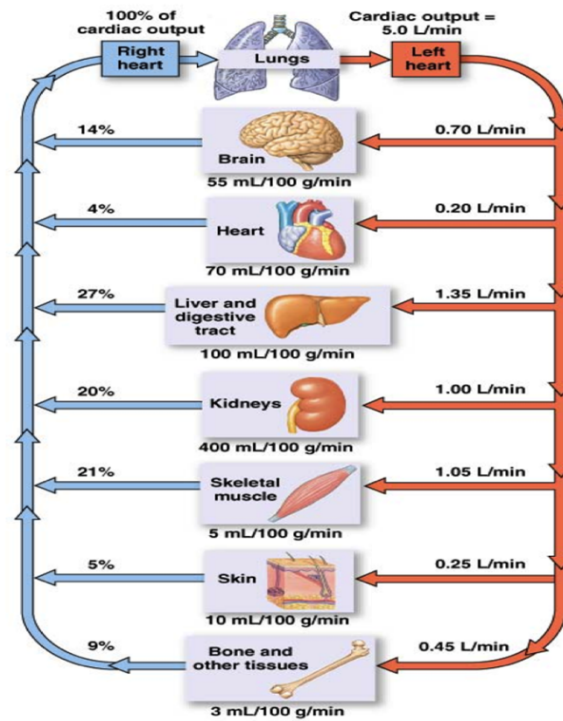 100% of
cardiac output
Cardiac output =
5.0 L/min
Right
heart
Lungs
Left
heart
14%
Brain
0.70 L/min
55 mL/100 g/min
4%
Heart
0.20 L/min
70 mL/100 g/min
27%
Liver and
digestive
tract
1.35 L/min
100 mL/100 g/min
20%
Kidneys
1.00 L/min
400 mL/100 g/min
21%
Skeletal
muscle
1.05 L/min
5 mL/100 g/min
5%
Skin
0.25 L/min
10 mL/100 g/min
9%
Bone and
other tissues
0.45 L/min
3 mL/100 g/min